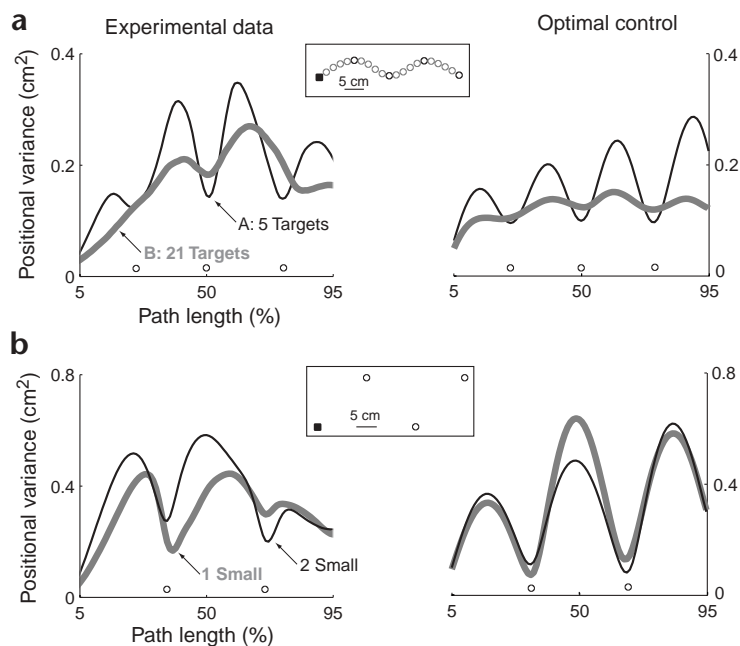 a
Experimental data
Optimal control
Positional variance (cm2)
0.4
0.2
0
5 cm
A: 5 Targets
B: 21 Targets
5
50
95
Path length (%)
0.4
0.2
0
5
50
95
b
Positional variance (cm2)
0.8
0.4
0
5 cm
1 Small
2 Small
5
50
95
Path length (%)
0.8
0.4
0
5
50
95